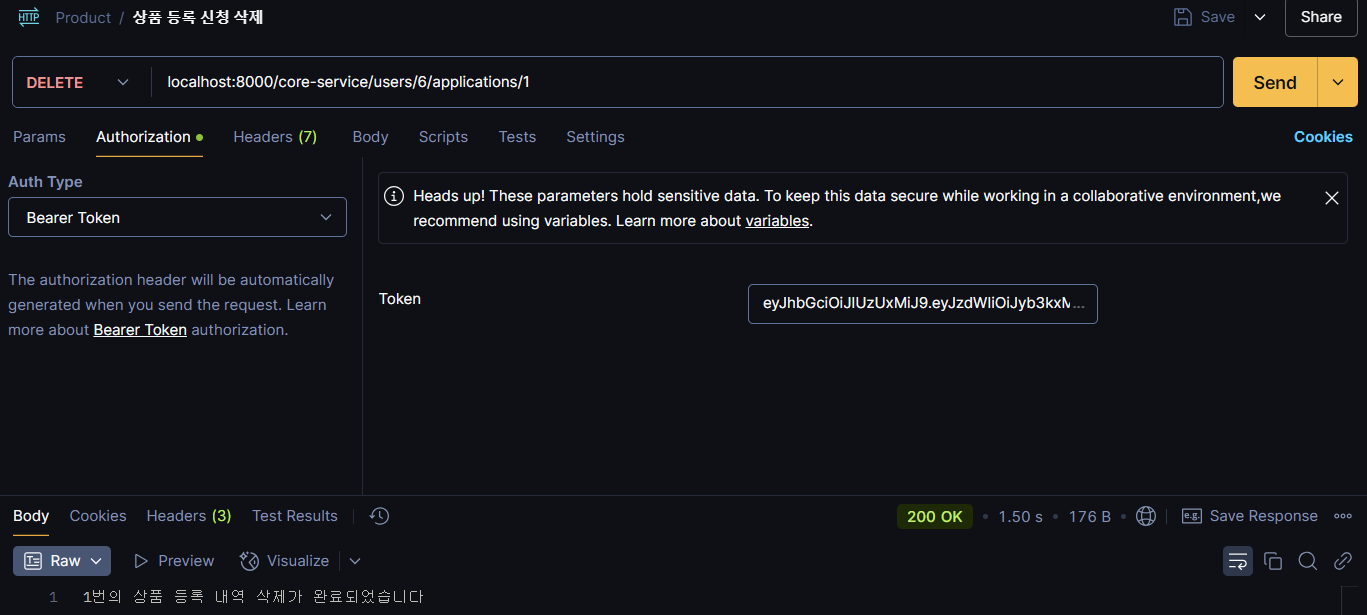 HTTP Product / 상품 등록 신청 삭제 Save Share
DELETE localhost:8000/core-service/users/6/applications/1 Send
Params Authorization Headers (7) Body Scripts Tests Settings Cookies
Auth Type
Bearer Token
The authorization header will be automatically
generated when you send the request. Learn
more about Bearer Token authorization.
Heads up! These parameters hold sensitive data. To keep this data secure while working in a collaborative environment,we
recommend using variables. Learn more about variables.
Token eyJhbGciOiJIUzUxMiJ9.eyJzdWIiOiJyb3kxM...
Body Cookies Headers (3) Test Results 200 OK • 1.50 s • 176 B • e.g. Save Response
Raw Preview Visualize
1 1번의 상품 등록 내역 삭제가 완료되었습니다